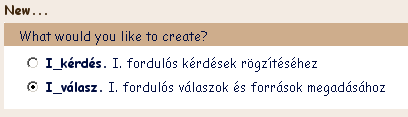 New...
What would you like to create?
I_kérdés. I. fordulós kérdések rögzítéséhez
I_válasz. I. fordulós válaszok és források megadásához